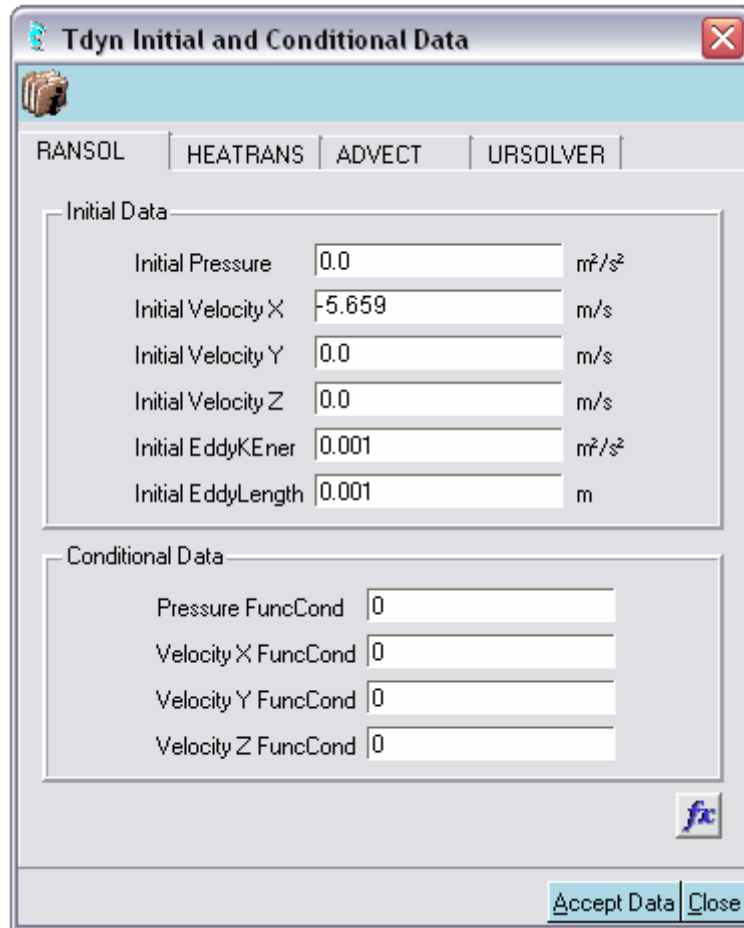 Tdyn Initial and Conditional Data
RANSOL HEATRANS ADVECT URSOLVER
Initial Data
Initial Pressure 0.0 m²/s²
Initial Velocity X -5.659 m/s
Initial Velocity Y 0.0 m/s
Initial Velocity Z 0.0 m/s
Initial EddyKEner 0.001 m²/s²
Initial EddyLength 0.001 m
Conditional Data
Pressure FuncCond 0
Velocity X FuncCond 0
Velocity Y FuncCond 0
Velocity Z FuncCond 0
fx
Accept Data Close